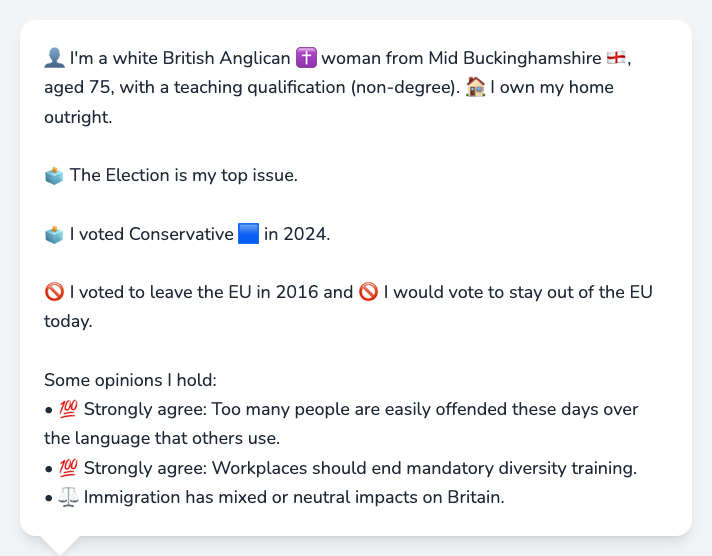 👤 I'm a white British Anglican ✝️ woman from Mid Buckinghamshire 🏴󠁧󠁢󠁥󠁮󠁧󠁿,
aged 75, with a teaching qualification (non-degree). 🏠 I own my home
outright.
🗳️ The Election is my top issue.
🗳️ I voted Conservative 🟦 in 2024.
🚫 I voted to leave the EU in 2016 and 🚫 I would vote to stay out of the EU
today.
Some opinions I hold:
• 💯 Strongly agree: Too many people are easily offended these days over
the language that others use.
• 💯 Strongly agree: Workplaces should end mandatory diversity training.
• ⚖️ Immigration has mixed or neutral impacts on Britain.